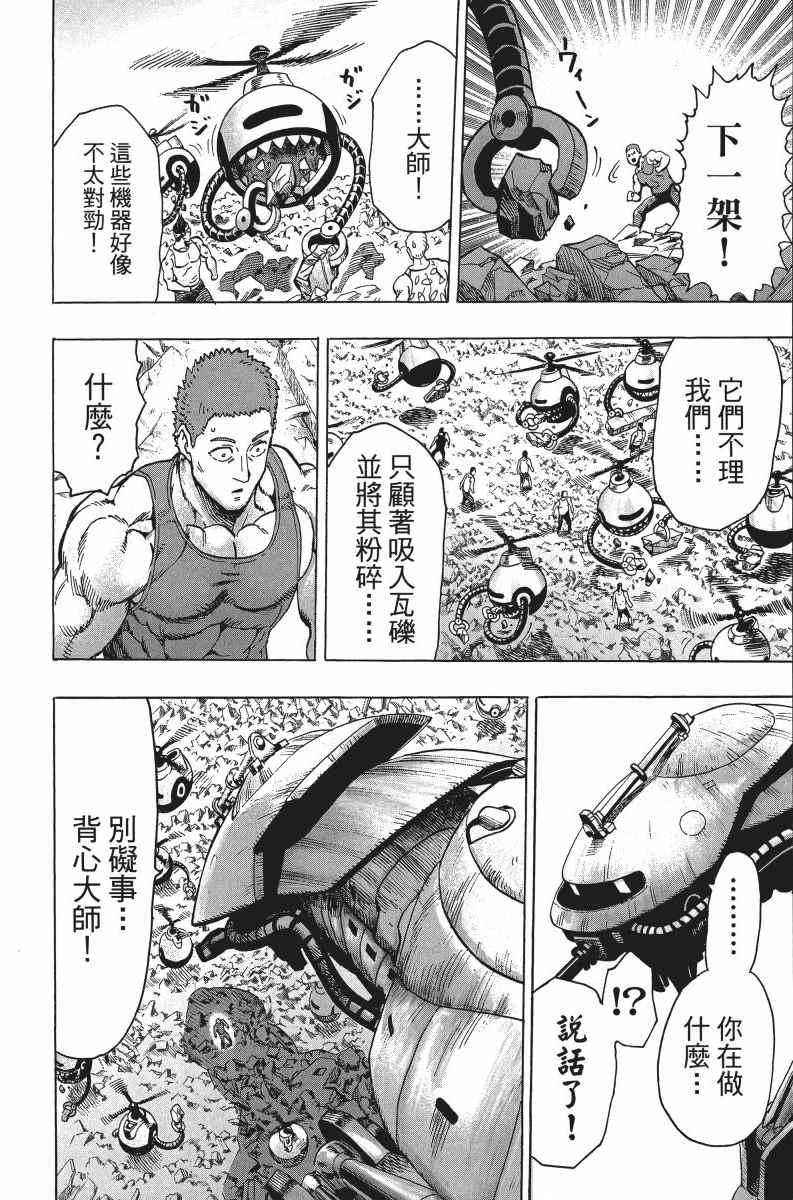 下一架！
ウィーン
……大師！
ガジ
ガジ
這些機器好像
不太對勁！
它們不理
我們……
只顧著吸入瓦礫
並將其粉碎……
什麼？
……
你在做
什麼…
!?
說話了！
別礙事…
背心大師！